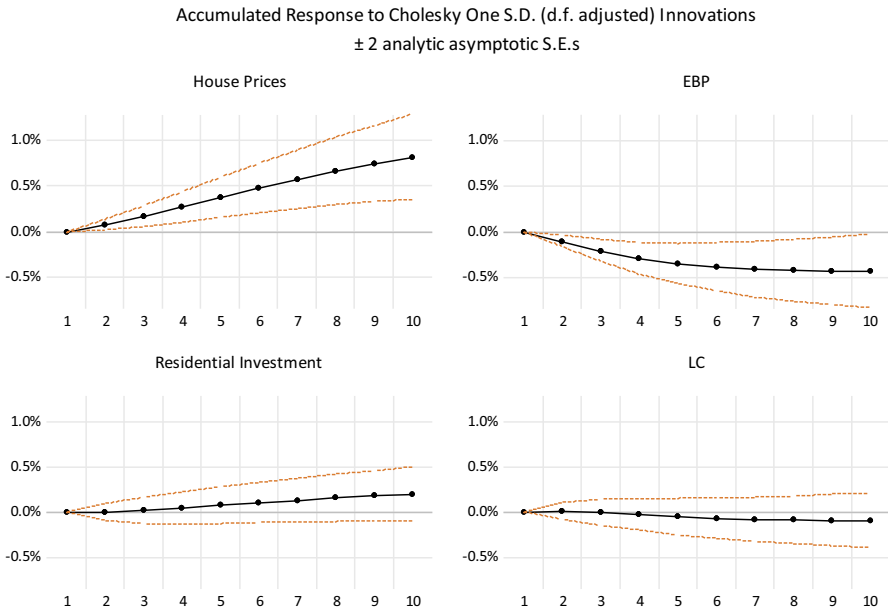 Accumulated Response to Cholesky One S.D. (d.f. adjusted) Innovations
± 2 analytic asymptotic S.E.s
House Prices
1.0%
0.5%
0.0%
-0.5%
1 2 3 4 5 6 7 8 9 10
EBP
1.0%
0.5%
0.0%
-0.5%
1 2 3 4 5 6 7 8 9 10
Residential Investment
1.0%
0.5%
0.0%
-0.5%
1 2 3 4 5 6 7 8 9 10
LC
1.0%
0.5%
0.0%
-0.5%
1 2 3 4 5 6 7 8 9 10